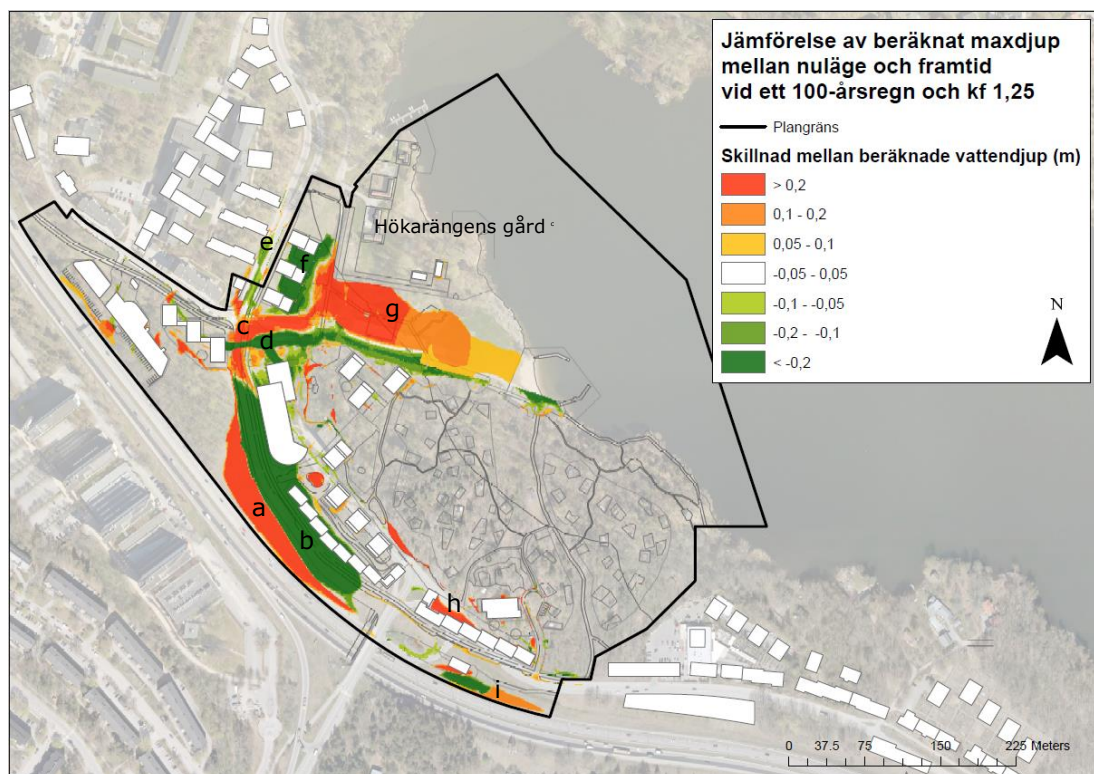 Jämförelse av beräknat maxdjup
mellan nuläge och framtid
vid ett 100-årsregn och kf 1,25
Plangräns
Skillnad mellan beräknade vattendjup (m)
> 0,2
0,1 - 0,2
0,05 - 0,1
-0,05 - 0,05
-0,1 - -0,05
-0,2 - -0,1
< -0,2
N
Hökarängens gård
e
f
g
c
d
a
b
h
i
0 37.5 75 150 225 Meters